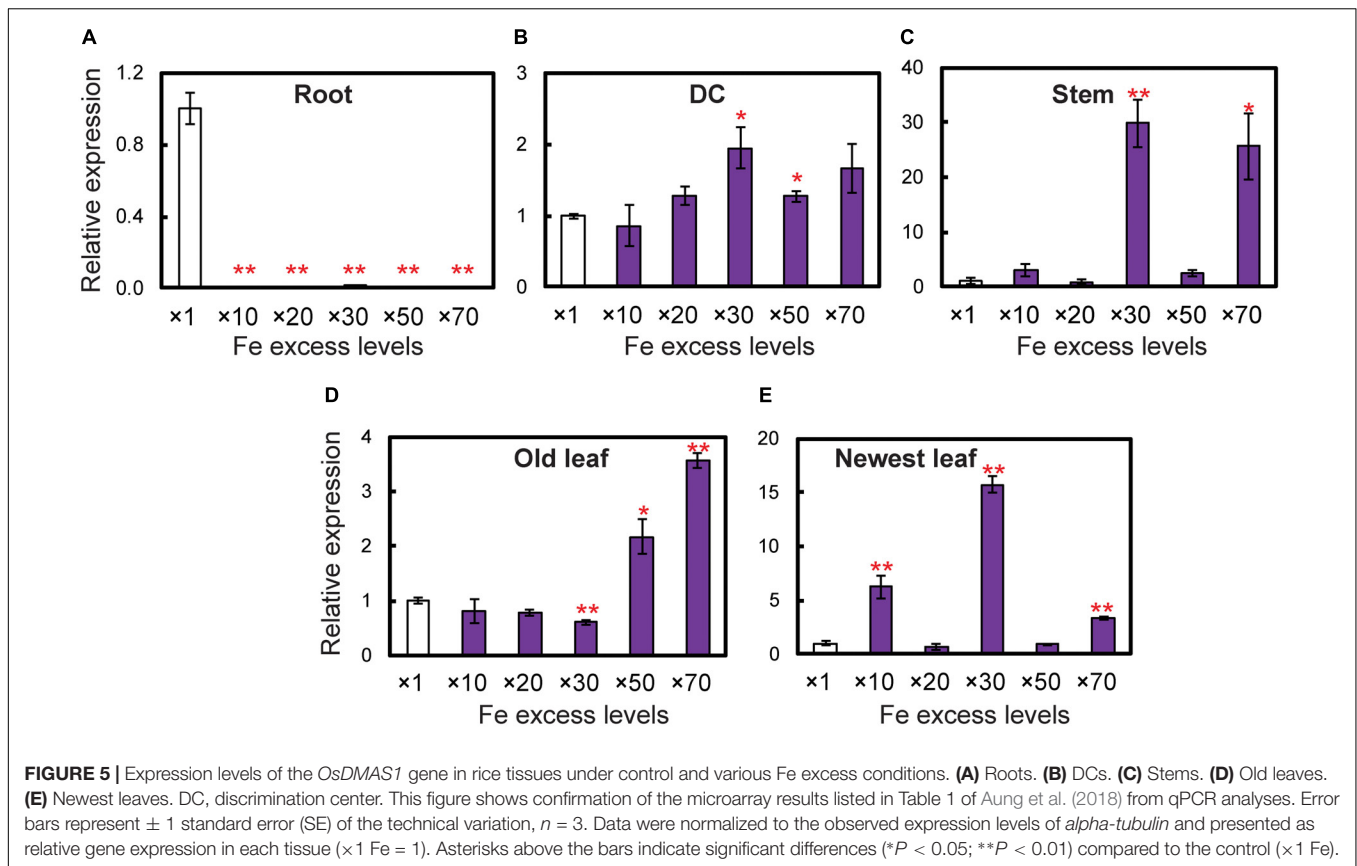 A
Root
Relative expression
1.2
0.8
0.4
0.0
** ** ** ** **
×1 ×10 ×20 ×30 ×50 ×70
Fe excess levels
B
DC
3
2
1
0
*
*
×1 ×10 ×20 ×30 ×50 ×70
Fe excess levels
C
Stem
40
30
20
10
0
**
*
×1 ×10 ×20 ×30 ×50 ×70
Fe excess levels
D
Old leaf
Relative expression
4
3
2
1
0
**
*
**
×1 ×10 ×20 ×30 ×50 ×70
Fe excess levels
E
Newest leaf
20
15
10
5
0
**
**
**
×1 ×10 ×20 ×30 ×50 ×70
Fe excess levels
FIGURE 5 | Expression levels of the OsDMAS1 gene in rice tissues under control and various Fe excess conditions. (A) Roots. (B) DCs. (C) Stems. (D) Old leaves.
(E) Newest leaves. DC, discrimination center. This figure shows confirmation of the microarray results listed in Table 1 of Aung et al. (2018) from qPCR analyses. Error
bars represent ± 1 standard error (SE) of the technical variation, n = 3. Data were normalized to the observed expression levels of alpha-tubulin and presented as
relative gene expression in each tissue (×1 Fe = 1). Asterisks above the bars indicate significant differences (*P < 0.05; **P < 0.01) compared to the control (×1 Fe).